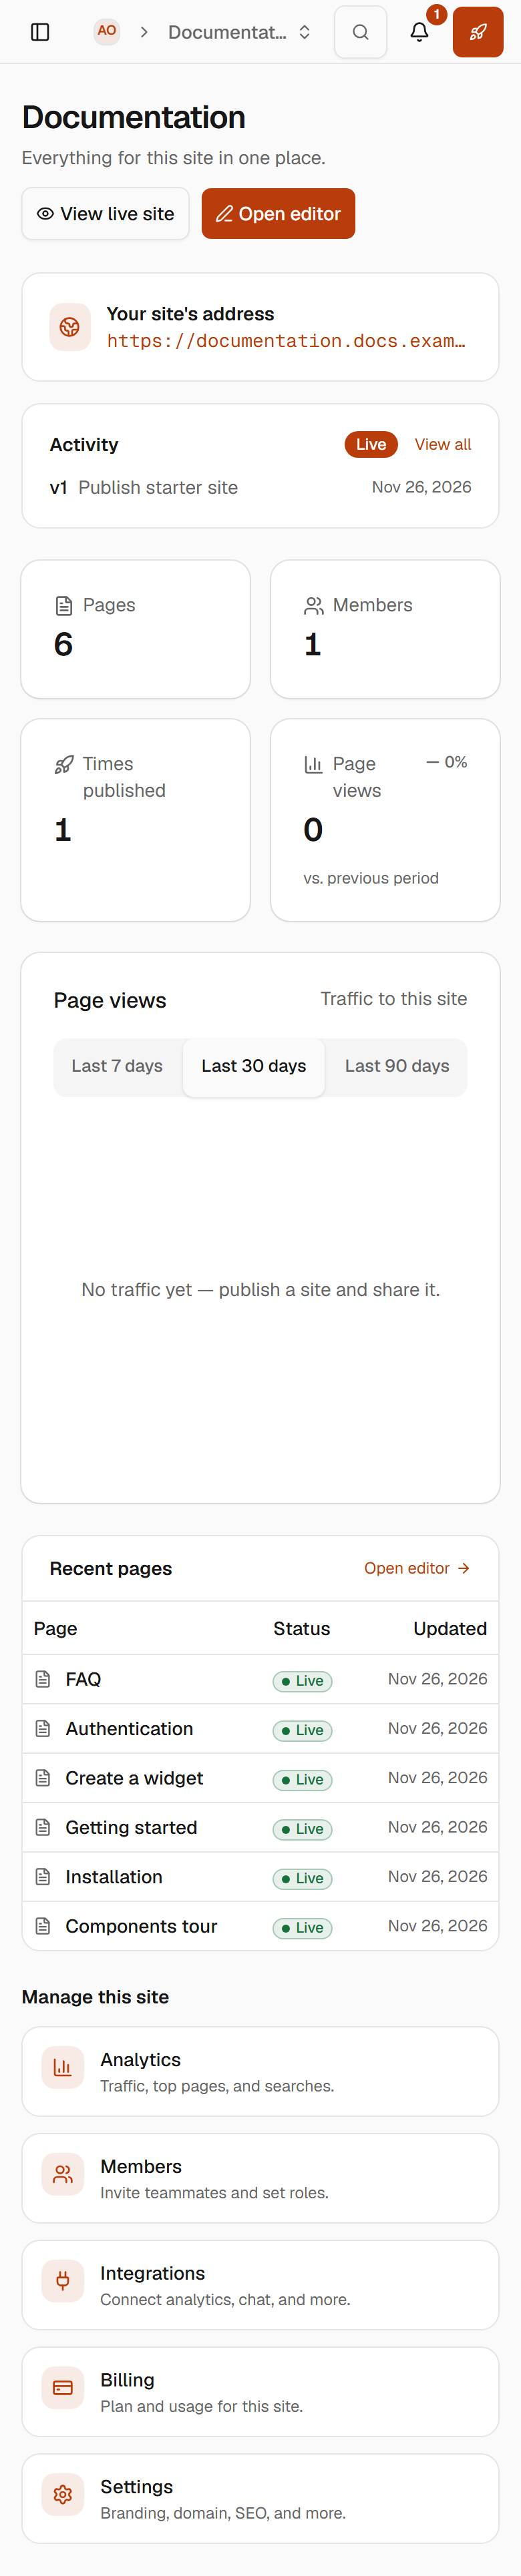 AO
Documentat...
1
Documentation
Everything for this site in one place.
View live site
Open editor
Your site's address
https://documentation.docs.exam…
Activity
Live
View all
v1 Publish starter site
Nov 26, 2026
Pages
6
Members
1
Times
published
1
Page
views
— 0%
0
vs. previous period
Page views
Traffic to this site
Last 7 days
Last 30 days
Last 90 days
No traffic yet — publish a site and share it.
Recent pages
Open editor →
Page Status Updated
FAQ Live Nov 26, 2026
Authentication Live Nov 26, 2026
Create a widget Live Nov 26, 2026
Getting started Live Nov 26, 2026
Installation Live Nov 26, 2026
Components tour Live Nov 26, 2026
Manage this site
Analytics
Traffic, top pages, and searches.
Members
Invite teammates and set roles.
Integrations
Connect analytics, chat, and more.
Billing
Plan and usage for this site.
Settings
Branding, domain, SEO, and more.